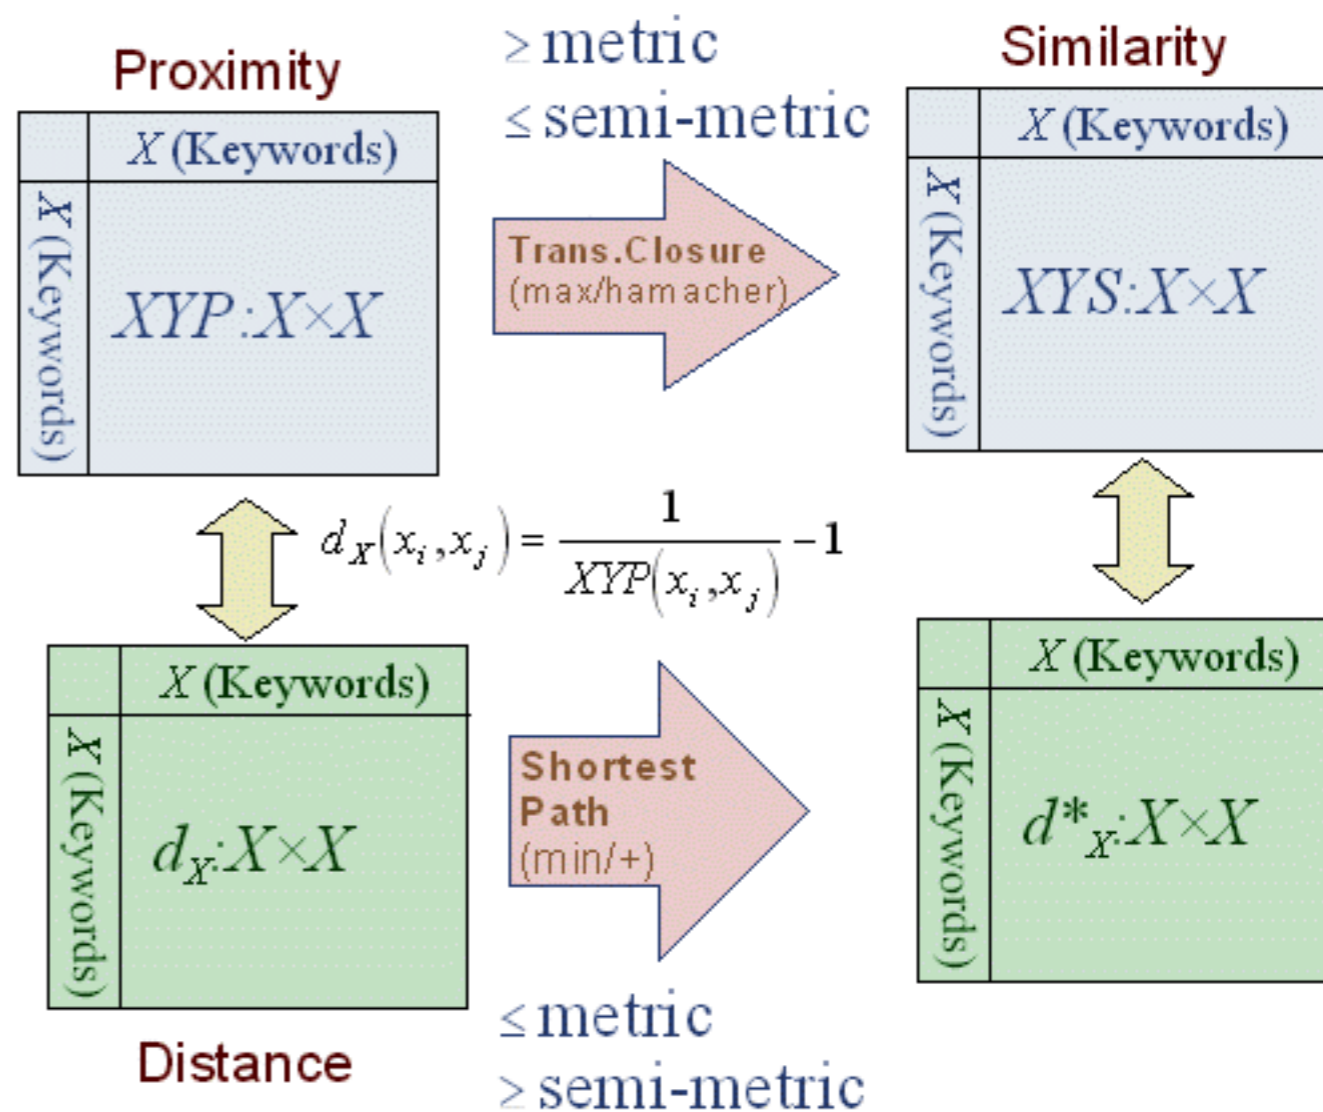 Proximity
≥ metric
≤ semi-metric
Similarity
X (Keywords)
X (Keywords)
XYP:X×X
Trans.Closure
(max/hamacher)
X (Keywords)
X (Keywords)
XYS:X×X
d_X(x_i,x_j) = 1/XYP(x_i,x_j) − 1
X (Keywords)
X (Keywords)
d_X:X×X
Shortest
Path
(min/+)
X (Keywords)
X (Keywords)
d*_X:X×X
Distance
≤ metric
≥ semi-metric